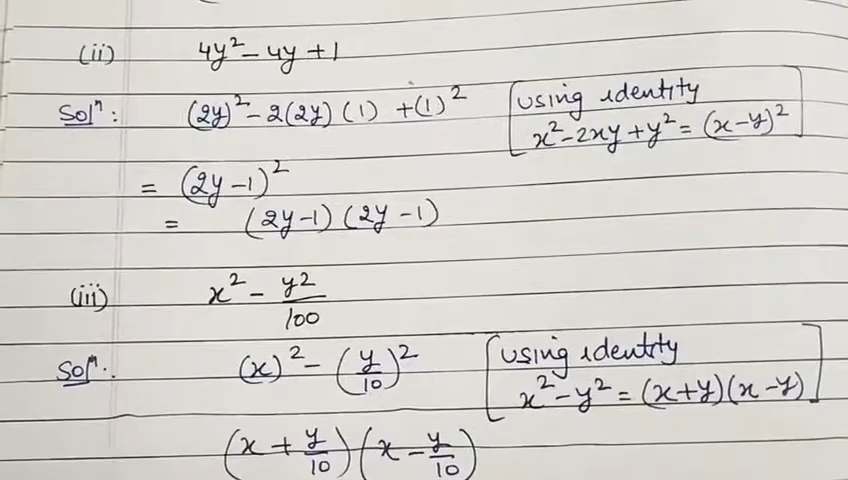 (ii) 4y² - 4y + 1
Solⁿ: (2y)² - 2(2y)(1) + (1)² [using identity
x² - 2xy + y² = (x-y)²]
= (2y-1)²
= (2y-1)(2y-1)
(iii) x² - y²/100
Solⁿ: (x)² - (y/10)² [using identity
x² - y² = (x+y)(x-y)]
(x + y/10)(x - y/10)